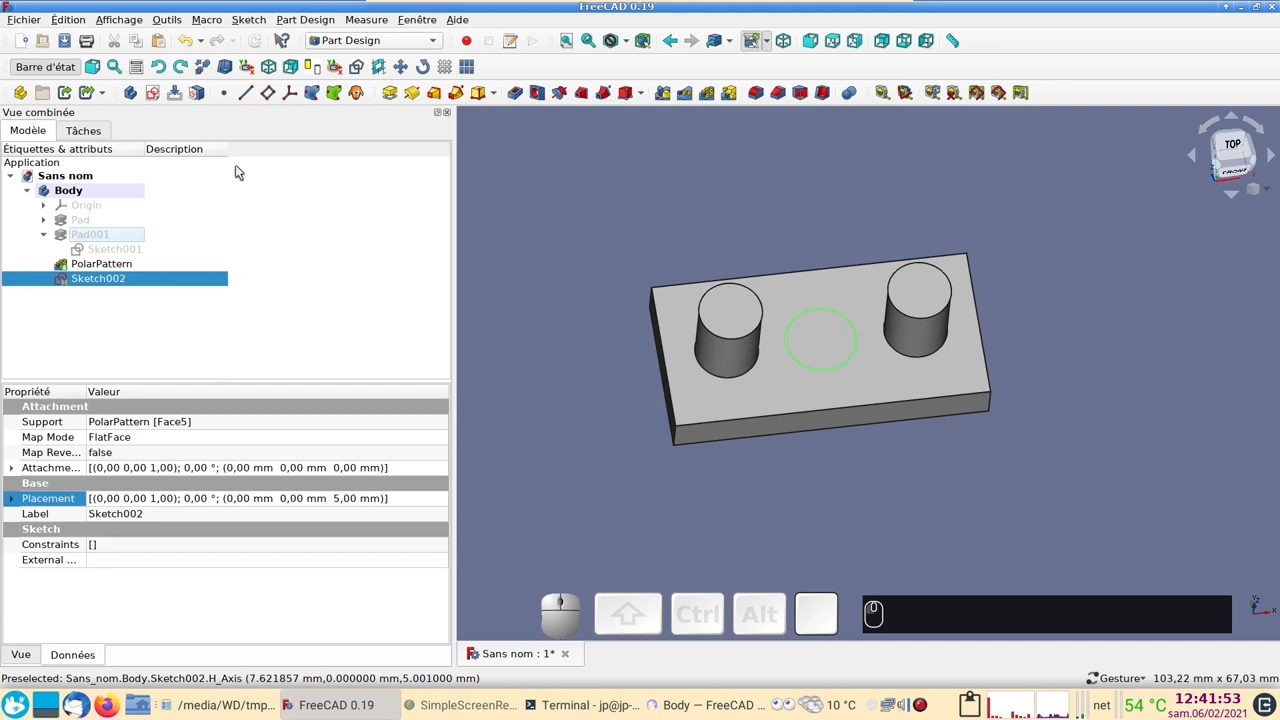 FreeCAD 0.19
Fichier Édition Affichage Outils Macro Sketch Part Design Measure Fenêtre Aide
Part Design
Barre d'état
Vue combinée
Modèle Tâches
Étiquettes & attributs Description
Application
Sans nom
Body
Origin
Pad
Pad001
Sketch001
PolarPattern
Sketch002
TOP
FRONT
Propriété Valeur
Attachment
Support PolarPattern [Face5]
Map Mode FlatFace
Map Reve... false
Attachme... [(0,00 0,00 1,00); 0,00 °; (0,00 mm 0,00 mm 0,00 mm)]
Base
Placement [(0,00 0,00 1,00); 0,00 °; (0,00 mm 0,00 mm 5,00 mm)]
Label Sketch002
Sketch
Constraints []
External ...
Ctrl Alt
Vue Données
Sans nom : 1*
Preselected: Sans_nom.Body.Sketch002.H_Axis (7.621857 mm,0.000000 mm,5.001000 mm)
Gesture 103,22 mm x 67,03 mm
/media/WD/tmp... FreeCAD 0.19 SimpleScreenRe... Terminal - jp@jp-... Body — FreeCAD ... 10 °C net 54 °C 12:41:53
sam.06/02/2021